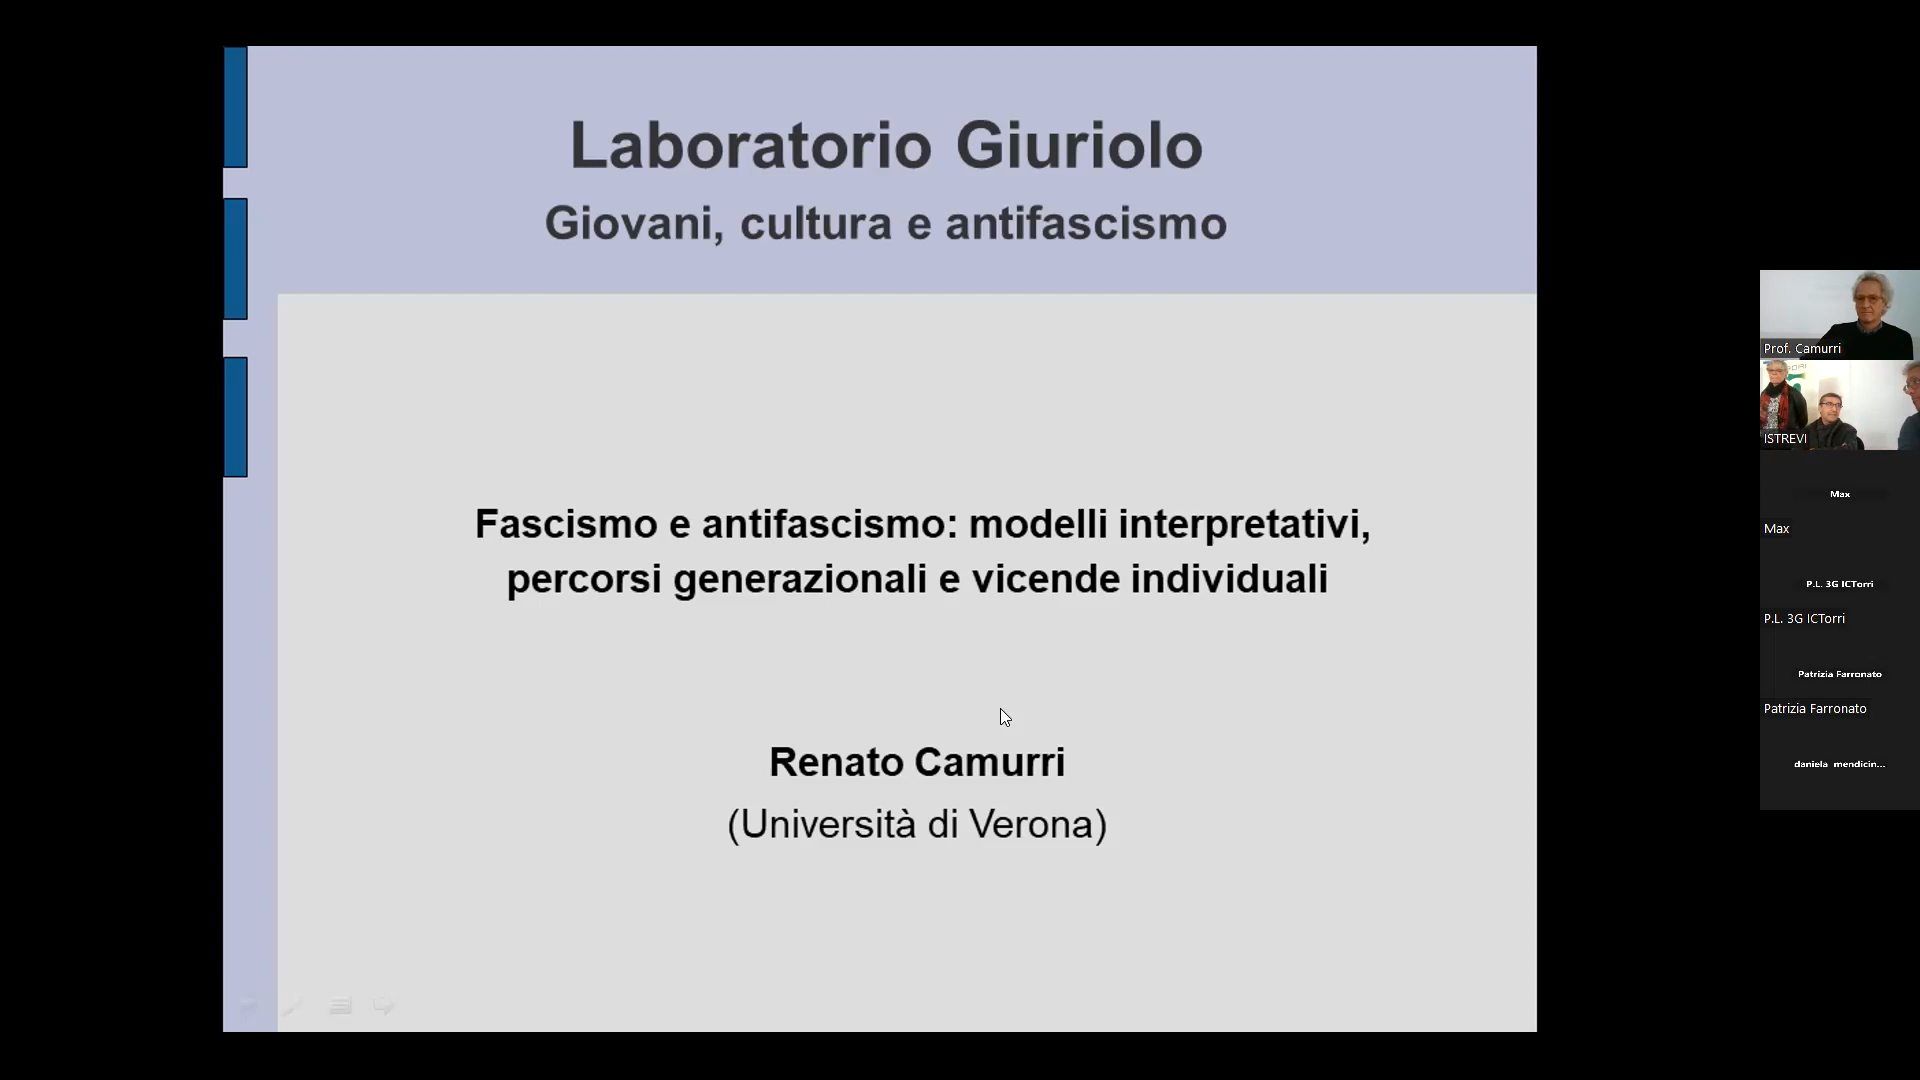 Laboratorio Giuriolo
Giovani, cultura e antifascismo
Fascismo e antifascismo: modelli interpretativi,
percorsi generazionali e vicende individuali
Renato Camurri
(Università di Verona)
Prof. Camurri
ISTREVI
Max
Max
P.L. 3G ICTorri
P.L. 3G ICTorri
Patrizia Farronato
Patrizia Farronato
daniela mendicin...